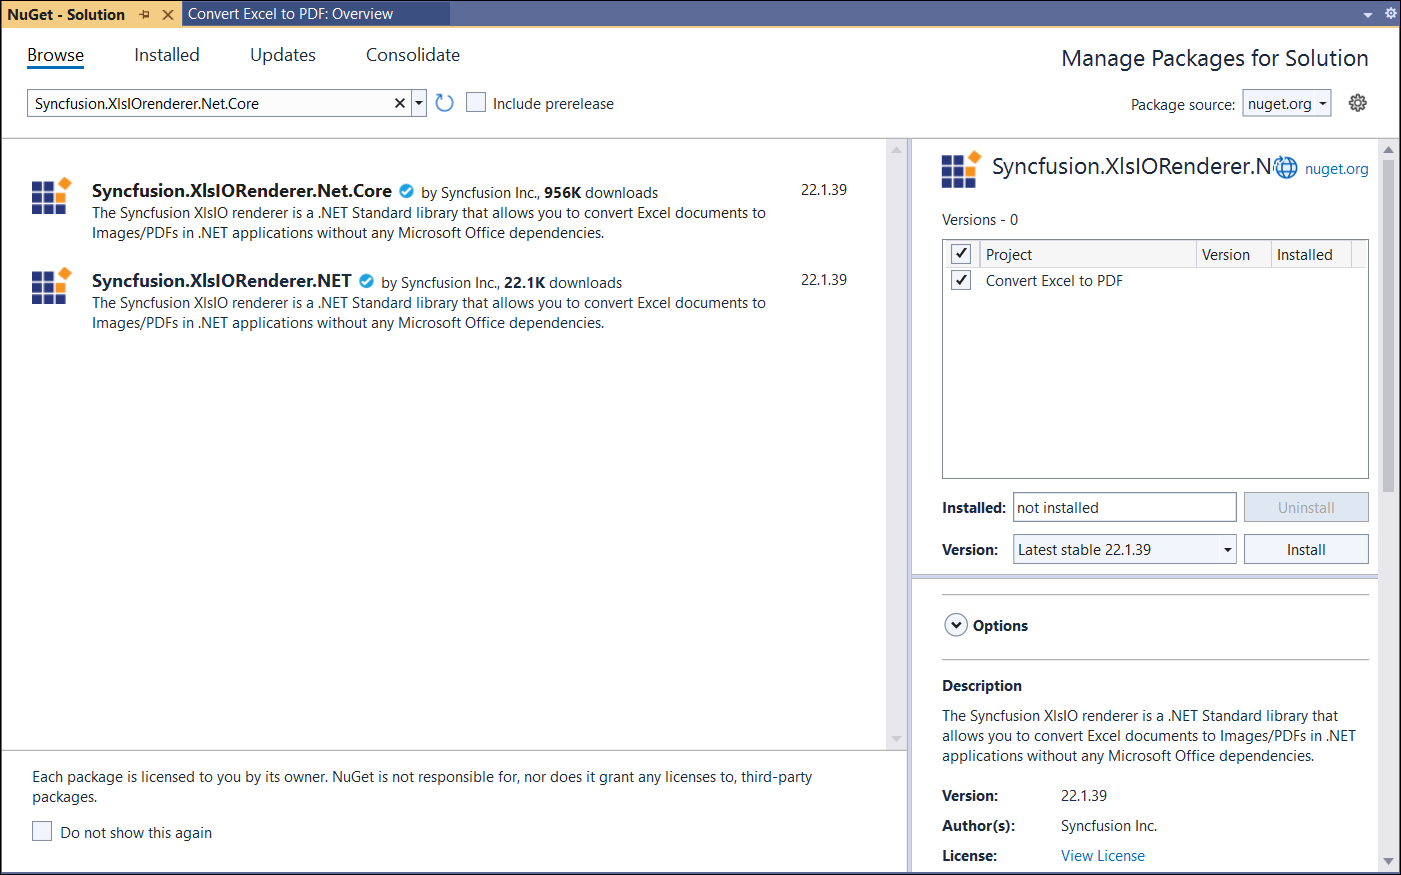 NuGet - Solution
Convert Excel to PDF: Overview
Browse
Installed
Updates
Consolidate
Manage Packages for Solution
Syncfusion.XlsIOrenderer.Net.Core
Include prerelease
Package source: nuget.org
Syncfusion.XlsIORenderer.Net.Core by Syncfusion Inc., 956K downloads 22.1.39
The Syncfusion XlsIO renderer is a .NET Standard library that allows you to convert Excel documents to
Images/PDFs in .NET applications without any Microsoft Office dependencies.
Syncfusion.XlsIORenderer.NET by Syncfusion Inc., 22.1K downloads 22.1.39
The Syncfusion XlsIO renderer is a .NET Standard library that allows you to convert Excel documents to
Images/PDFs in .NET applications without any Microsoft Office dependencies.
Each package is licensed to you by its owner. NuGet is not responsible for, nor does it grant any licenses to, third-party
packages.
Do not show this again
Syncfusion.XlsIORenderer.N nuget.org
Versions - 0
Project Version Installed
Convert Excel to PDF
Installed: not installed Uninstall
Version: Latest stable 22.1.39 Install
Options
Description
The Syncfusion XlsIO renderer is a .NET Standard library that
allows you to convert Excel documents to Images/PDFs in .NET
applications without any Microsoft Office dependencies.
Version: 22.1.39
Author(s): Syncfusion Inc.
License: View License